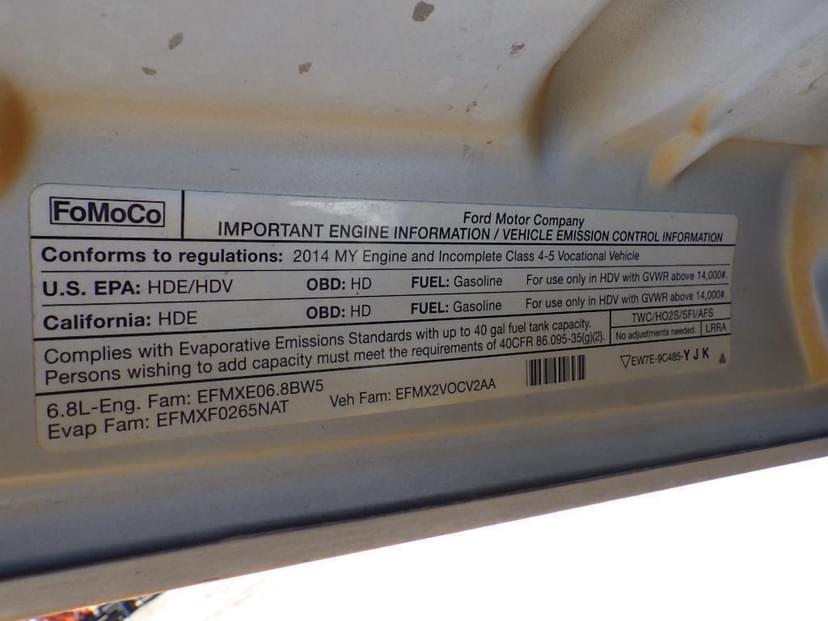 FoMoCo
Ford Motor Company
IMPORTANT ENGINE INFORMATION / VEHICLE EMISSION CONTROL INFORMATION
Conforms to regulations: 2014 MY Engine and Incomplete Class 4-5 Vocational Vehicle
U.S. EPA: HDE/HDV OBD: HD FUEL: Gasoline For use only in HDV with GVWR above 14,000#.
California: HDE OBD: HD FUEL: Gasoline For use only in HDV with GVWR above 14,000#.
Complies with Evaporative Emissions Standards with up to 40 gal fuel tank capacity.
Persons wishing to add capacity must meet the requirements of 40CFR 86.095-35(g)(2).
TWC/HO2S/SFI/AFS
No adjustments needed. LRRA
6.8L-Eng. Fam: EFMXE06.8BW5
Evap Fam: EFMXF0265NAT
Veh Fam: EFMX2VOCV2AA
EW7E-9C485-Y J K